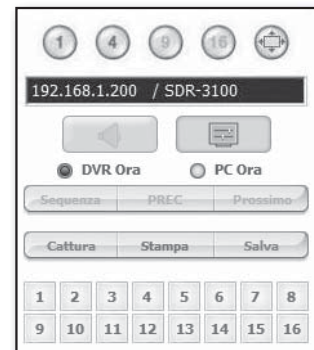 1 4 9 16
192.168.1.200 / SDR-3100
DVR Ora PC Ora
Sequenza PREC Prossimo
Cattura Stampa Salva
1 2 3 4 5 6 7 8
9 10 11 12 13 14 15 16